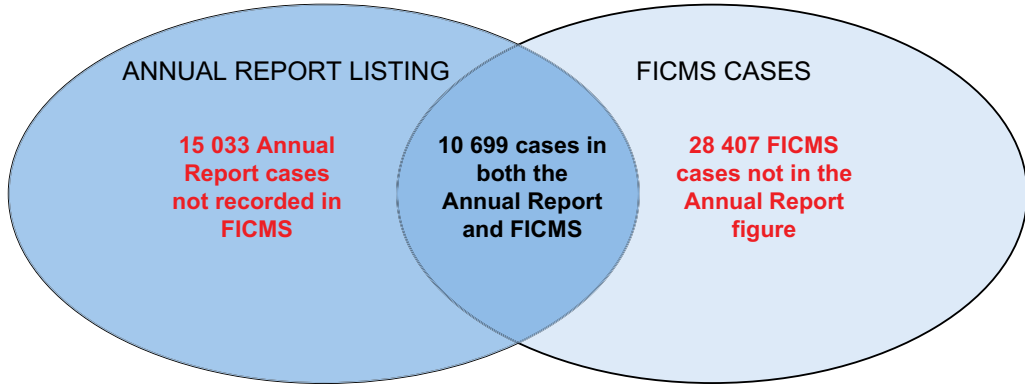 ANNUAL REPORT LISTING
FICMS CASES
15 033 Annual
Report cases
not recorded in
FICMS
10 699 cases in
both the
Annual Report
and FICMS
28 407 FICMS
cases not in the
Annual Report
figure